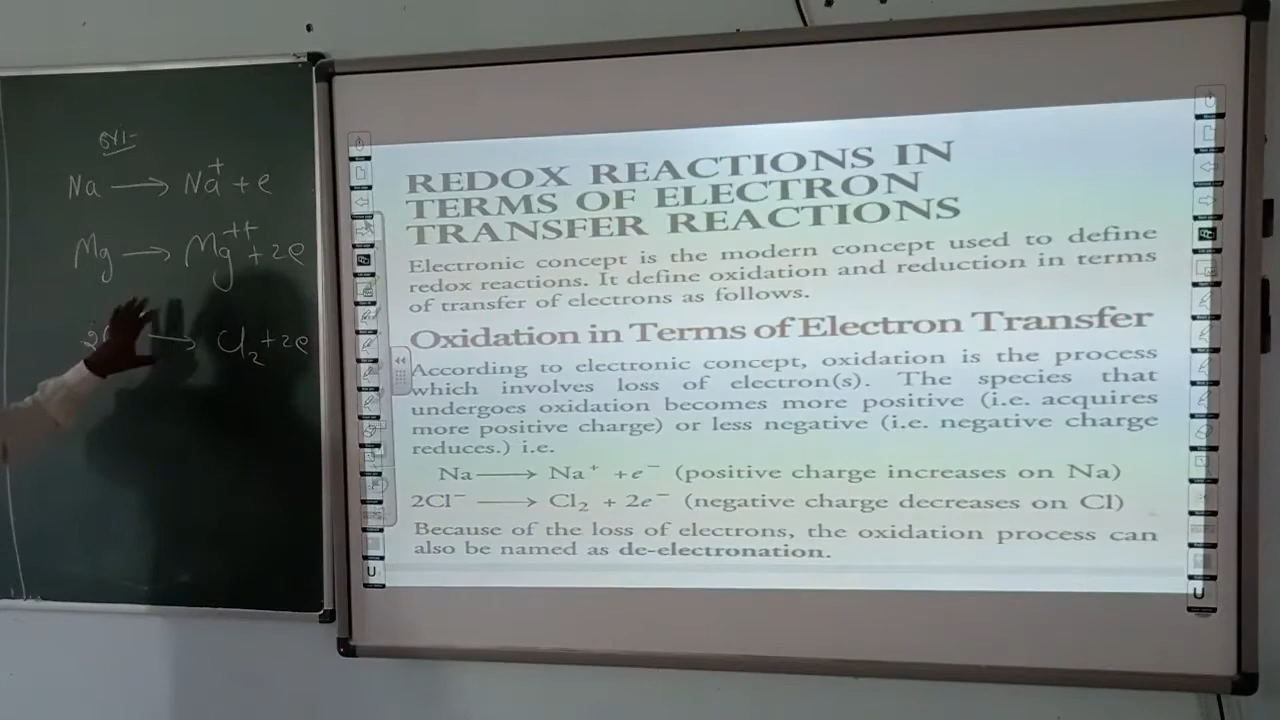 oxi-
Na → Na⁺ + e
Mg → Mg⁺⁺ + 2e
→ Cl₂ + 2e
REDOX REACTIONS IN
TERMS OF ELECTRON
TRANSFER REACTIONS
Electronic concept is the modern concept used to define
redox reactions. It define oxidation and reduction in terms
of transfer of electrons as follows.
Oxidation in Terms of Electron Transfer
According to electronic concept, oxidation is the process
which involves loss of electron(s). The species that
undergoes oxidation becomes more positive (i.e. acquires
more positive charge) or less negative (i.e. negative charge
reduces.) i.e.
Na → Na⁺ + e⁻ (positive charge increases on Na)
2Cl⁻ → Cl₂ + 2e⁻ (negative charge decreases on Cl)
Because of the loss of electrons, the oxidation process can
also be named as de-electronation.